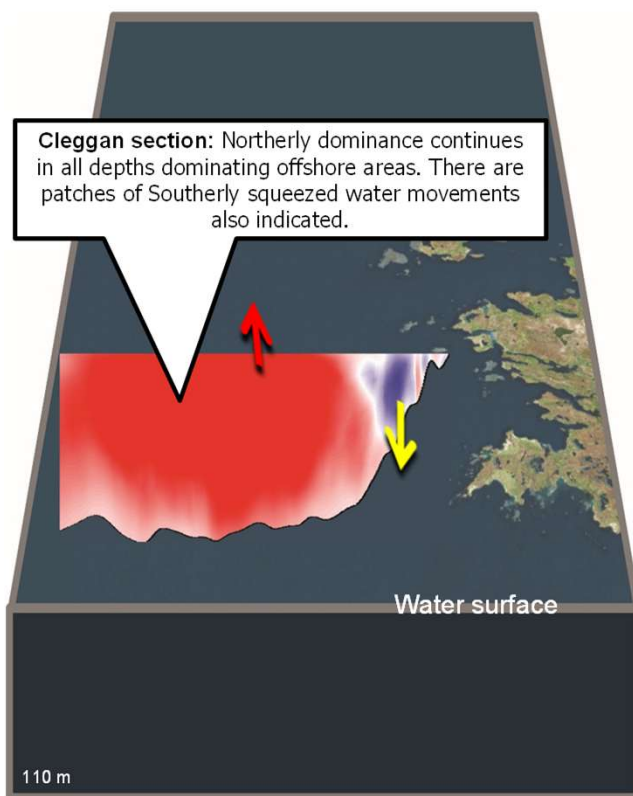 Cleggan section: Northerly dominance continues
in all depths dominating offshore areas. There are
patches of Southerly squeezed water movements
also indicated.
Water surface
110 m